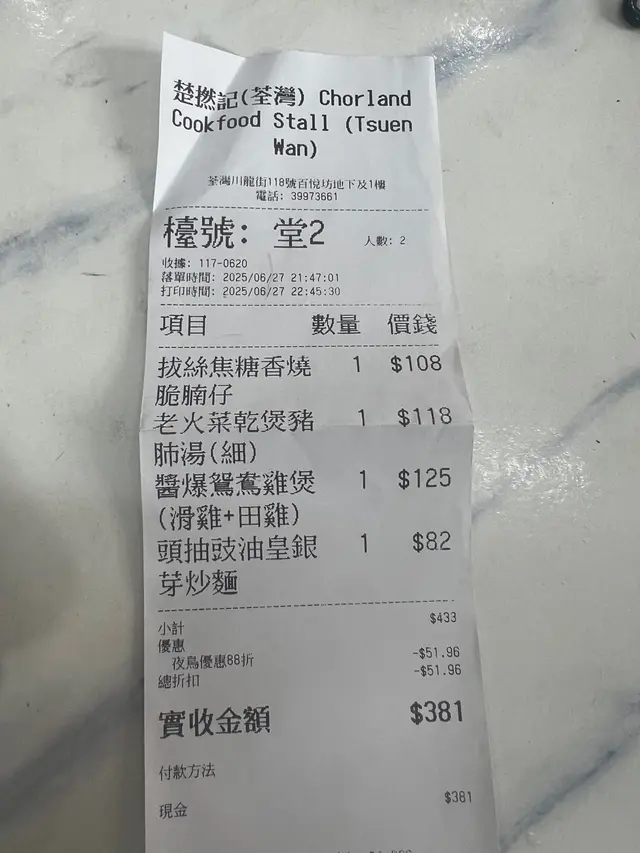 楚撚記(荃灣) Chorland
Cookfood Stall (Tsuen
Wan)
荃灣川龍街118號百悅坊地下及1樓
電話: 39973661
檯號: 堂2 人數: 2
收據: 117-0620
落單時間: 2025/06/27 21:47:01
打印時間: 2025/06/27 22:45:30
項目 數量 價錢
拔絲焦糖香燒 1 $108
脆腩仔
老火菜乾煲豬 1 $118
肺湯(細)
醬爆鴛鴦雞煲 1 $125
(滑雞+田雞)
頭抽豉油皇銀 1 $82
芽炒麵
小計 $433
優惠
夜鳥優惠88折 -$51.96
總折扣 -$51.96
實收金額 $381
付款方法
現金 $381